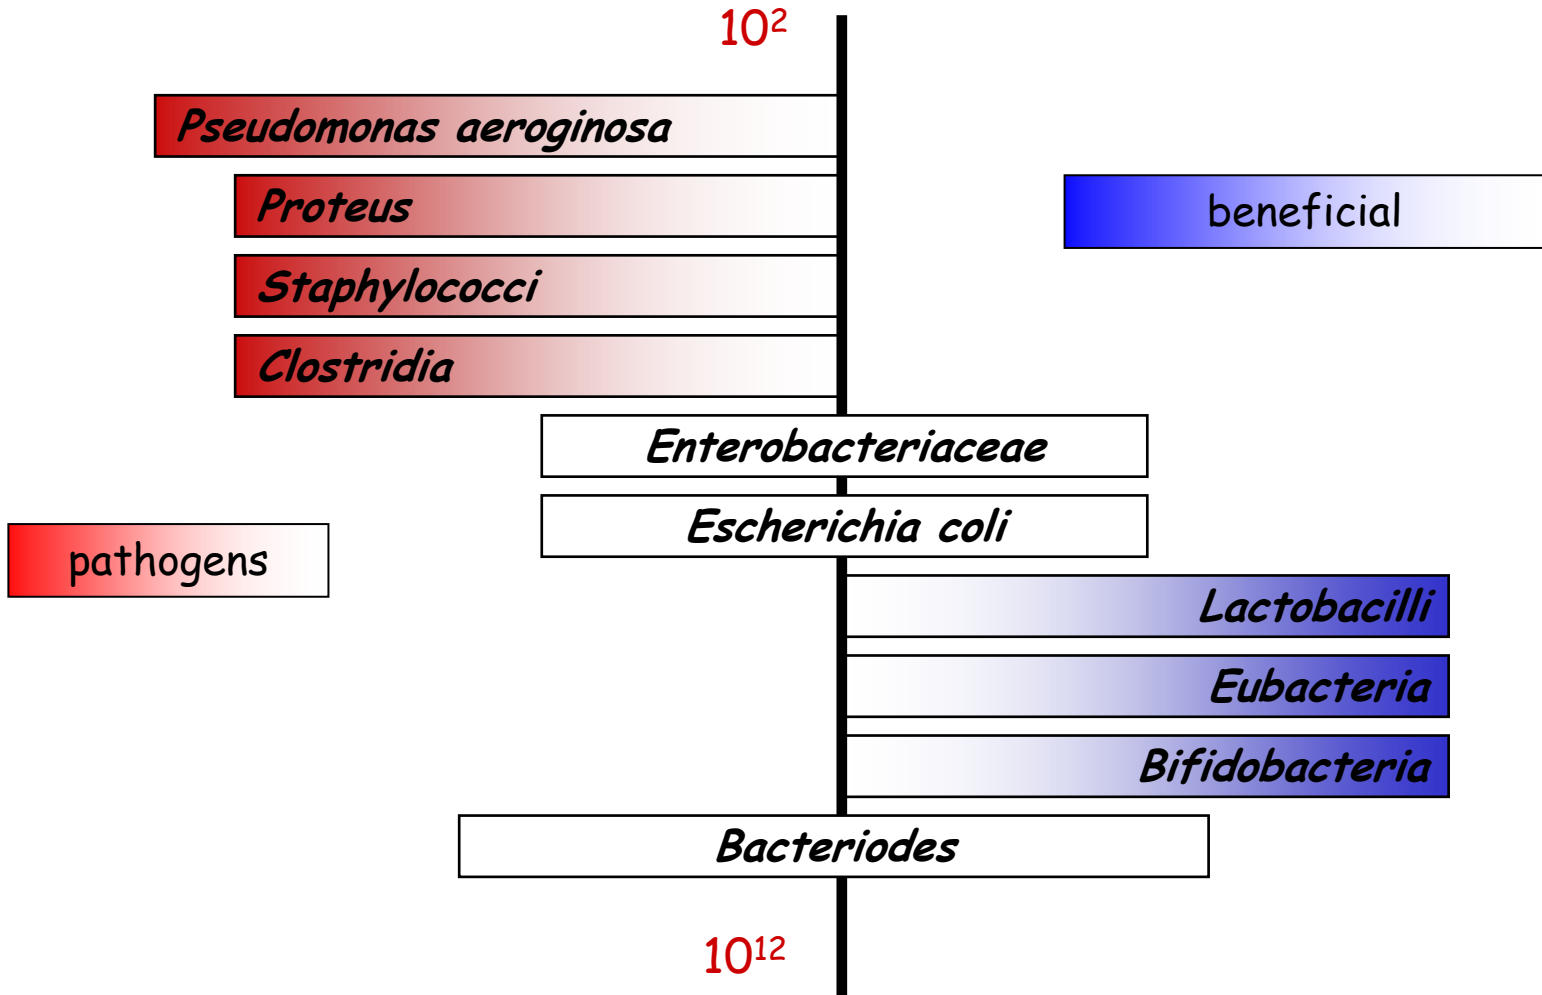 10²
Pseudomonas aeroginosa
Proteus
beneficial
Staphylococci
Clostridia
Enterobacteriaceae
Escherichia coli
pathogens
Lactobacilli
Eubacteria
Bifidobacteria
Bacteriodes
10¹²